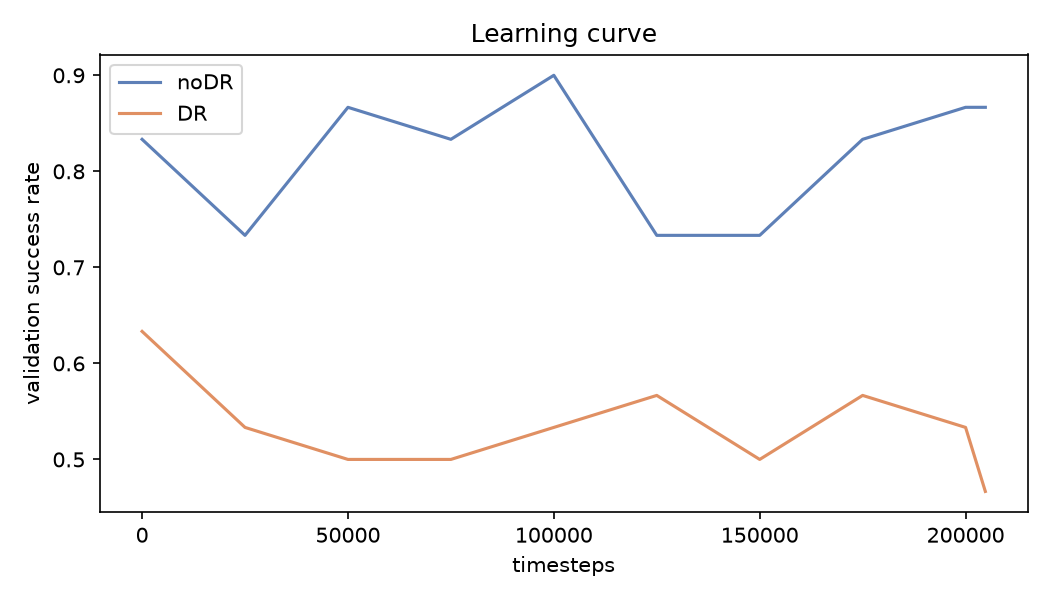 Learning curve
noDR
DR
validation success rate
0.9
0.8
0.7
0.6
0.5
0 50000 100000 150000 200000
timesteps